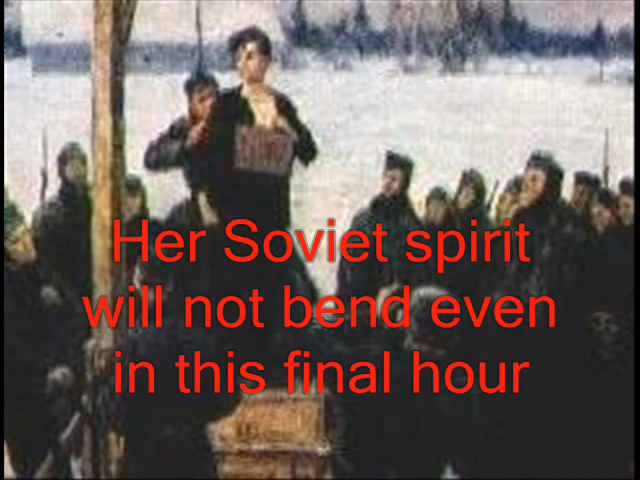 Her Soviet spirit
will not bend even
in this final hour